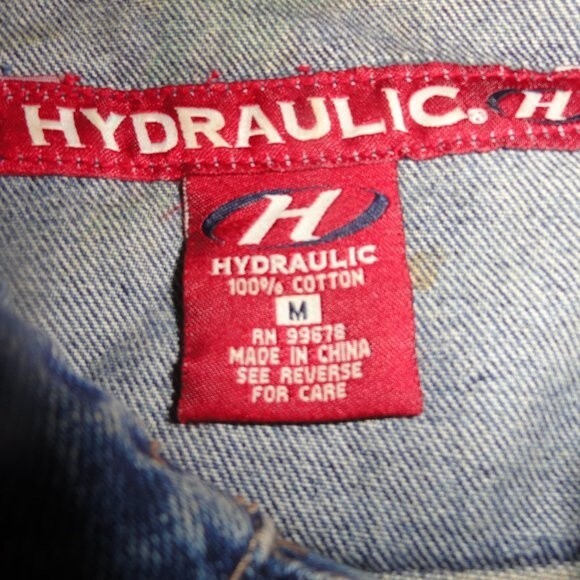 HYDRAULIC® H
H
HYDRAULIC
100% COTTON
M
RN 99678
MADE IN CHINA
SEE REVERSE
FOR CARE